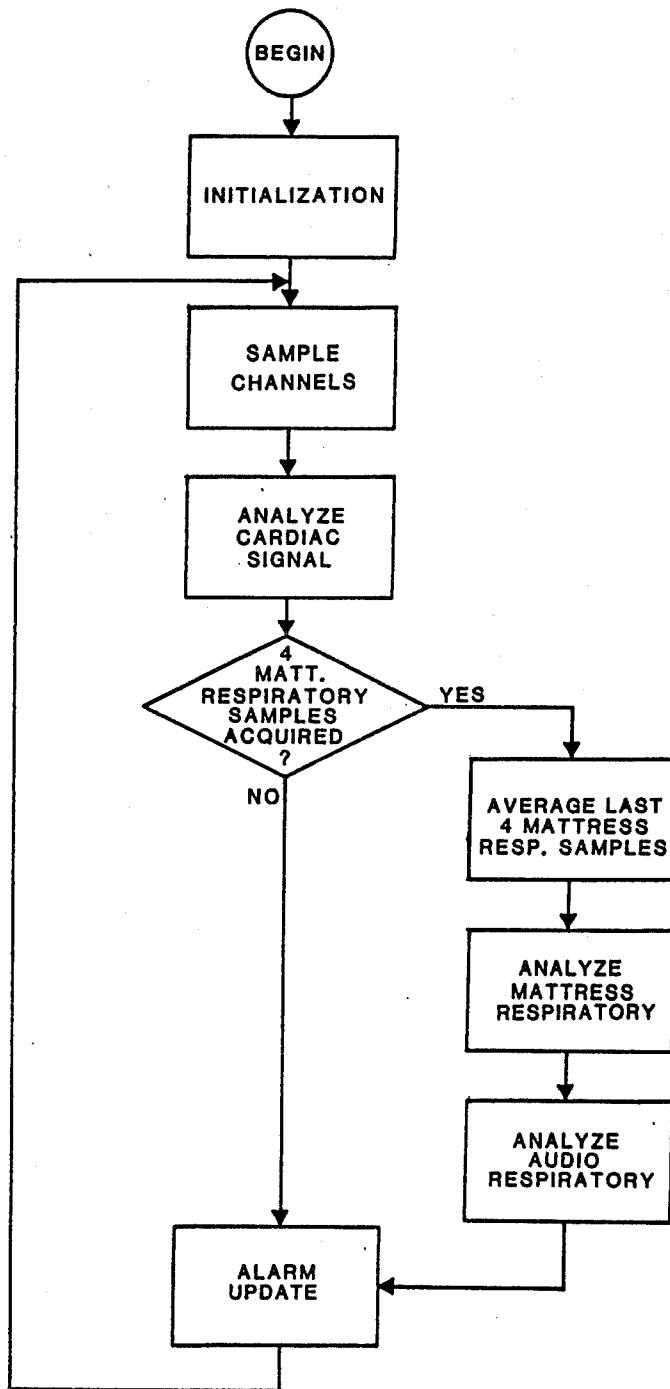 BEGIN
INITIALIZATION
SAMPLE
CHANNELS
ANALYZE
CARDIAC
SIGNAL
4
MATT.
RESPIRATORY
SAMPLES
ACQUIRED
?
YES
NO
AVERAGE LAST
4 MATTRESS
RESP. SAMPLES
ANALYZE
MATTRESS
RESPIRATORY
ANALYZE
AUDIO
RESPIRATORY
ALARM
UPDATE